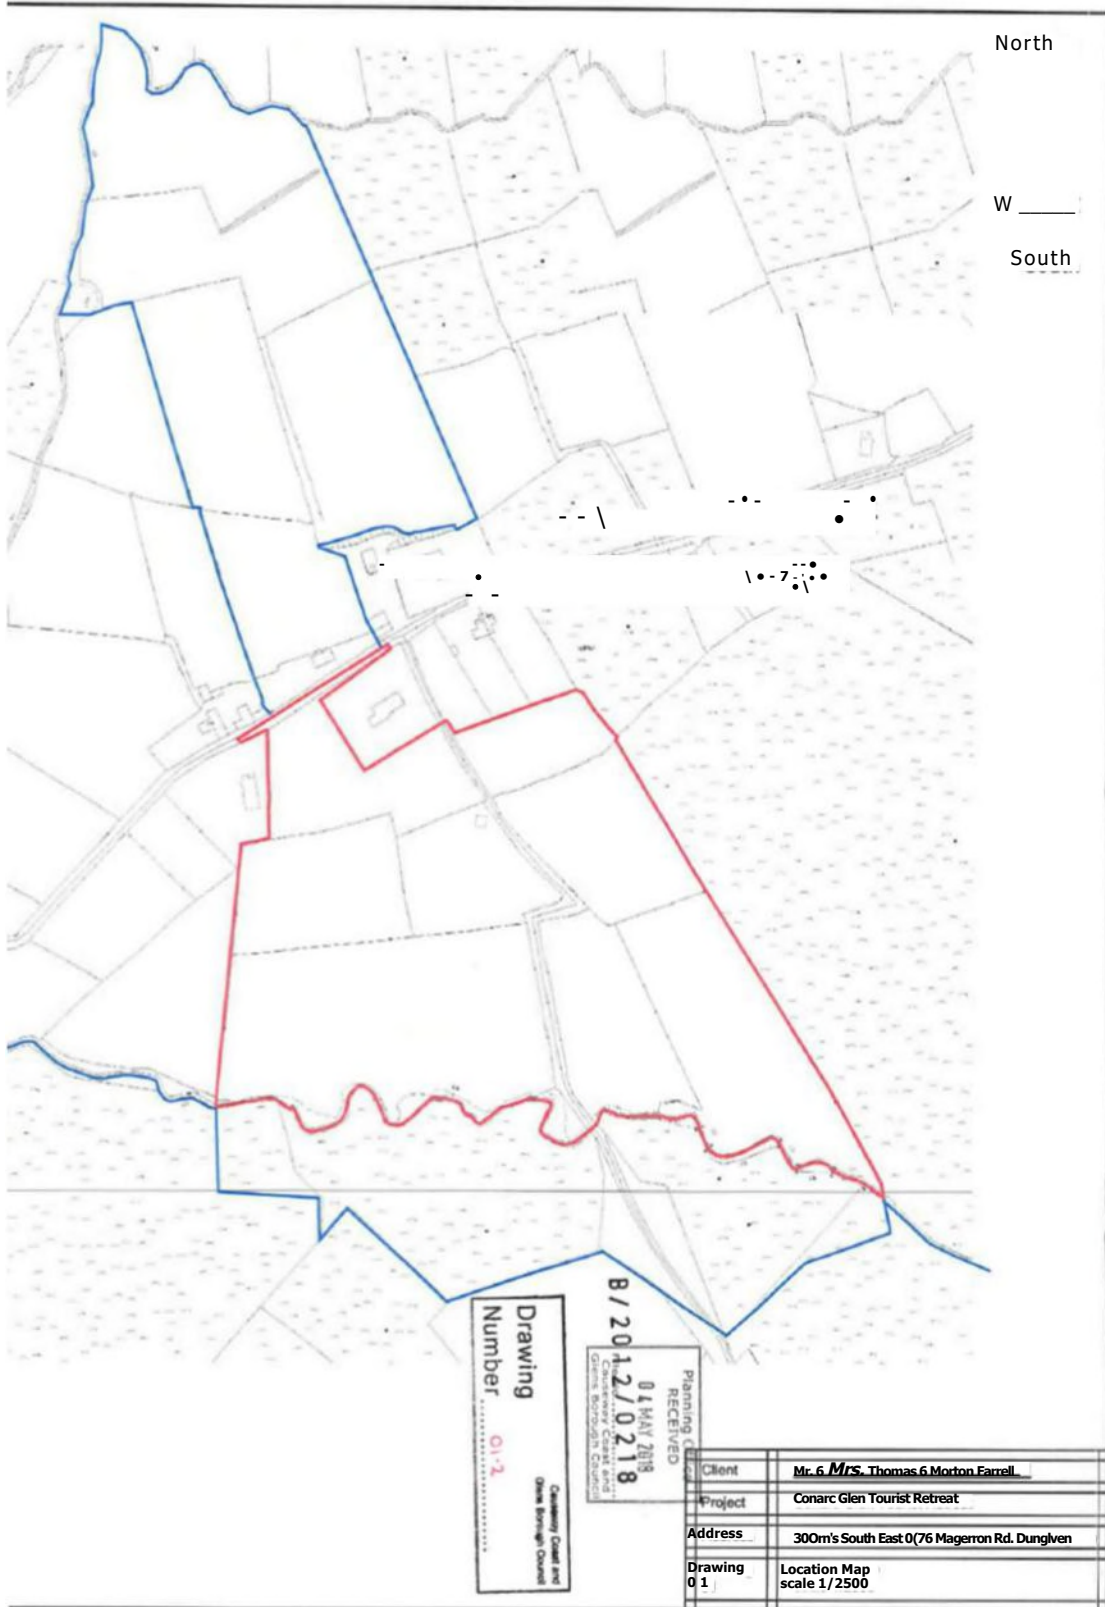 North
W _____
South
B/2012/0218
Planning Office
RECEIVED
04 MAY 2018
Causeway Coast and
Glens Borough Council
Drawing
Number ............... 01-2
Causeway Coast and
Glens Borough Council
Client Mr. 6 Mrs. Thomas 6 Morton Farrell
Project Conarc Glen Tourist Retreat
Address 300m's South East 0(76 Magerron Rd. Dunglven
Drawing Location Map
0 1 scale 1/2500